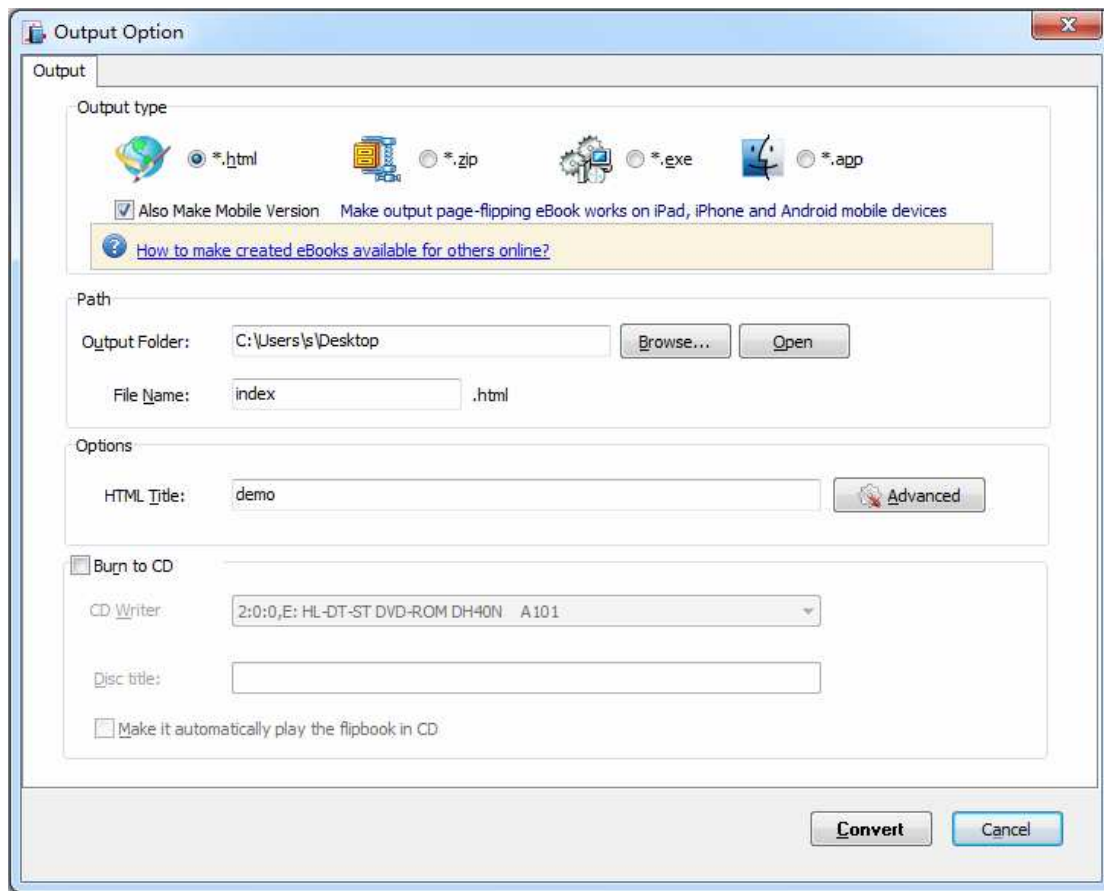 Output Option
Output
Output type
*.html *.zip *.exe *.app
Also Make Mobile Version Make output page-flipping eBook works on iPad, iPhone and Android mobile devices
How to make created eBooks available for others online?
Path
Output Folder: C:\Users\s\Desktop Browse... Open
File Name: index .html
Options
HTML Title: demo Advanced
Burn to CD
CD Writer 2:0:0,E: HL-DT-ST DVD-ROM DH40N A101
Disc title:
Make it automatically play the flipbook in CD
Convert Cancel